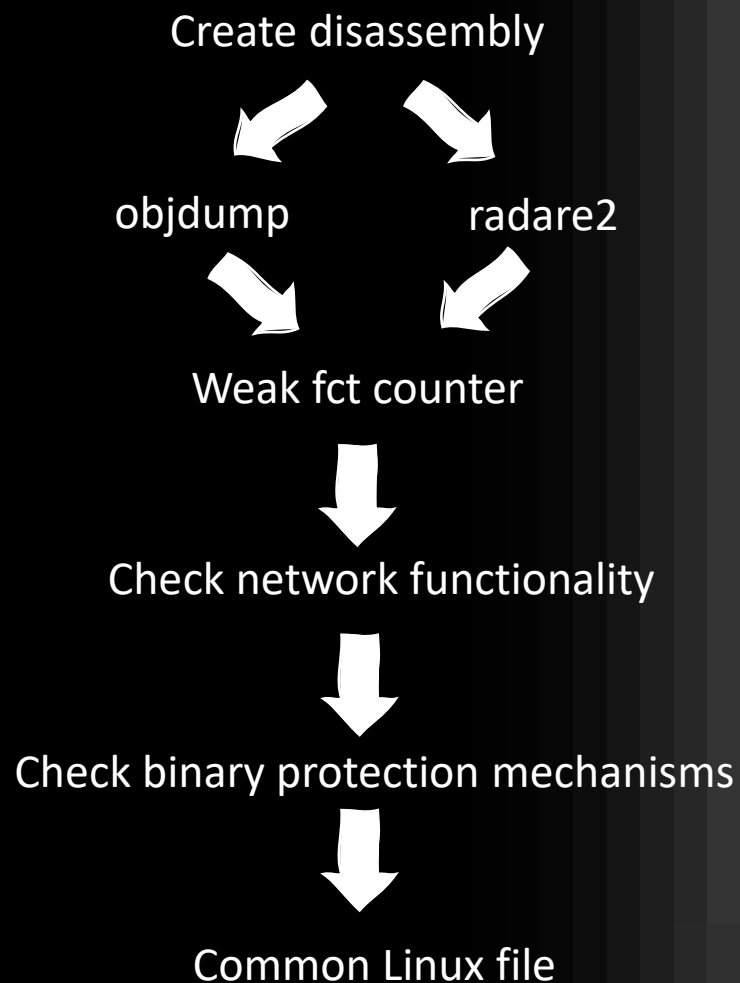 Create disassembly
objdump radare2
Weak fct counter
Check network functionality
Check binary protection mechanisms
Common Linux file